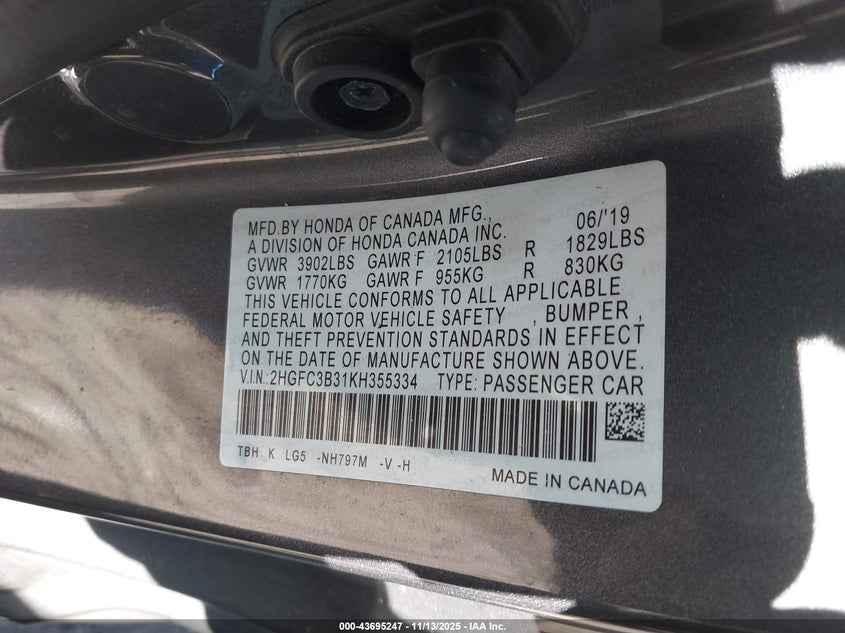 MFD.BY HONDA OF CANADA MFG., 06/'19
A DIVISION OF HONDA CANADA INC.
GVWR 3902LBS GAWR F 2105LBS R 1829LBS
GVWR 1770KG GAWR F 955KG R 830KG
THIS VEHICLE CONFORMS TO ALL APPLICABLE
FEDERAL MOTOR VEHICLE SAFETY , BUMPER ,
AND THEFT PREVENTION STANDARDS IN EFFECT
ON THE DATE OF MANUFACTURE SHOWN ABOVE.
V.I.N.:2HGFC3B31KH355334 TYPE: PASSENGER CAR
TBH K LG5 -NH797M -V -H
MADE IN CANADA
000-43695247 - 11/13/2025 - IAA Inc.